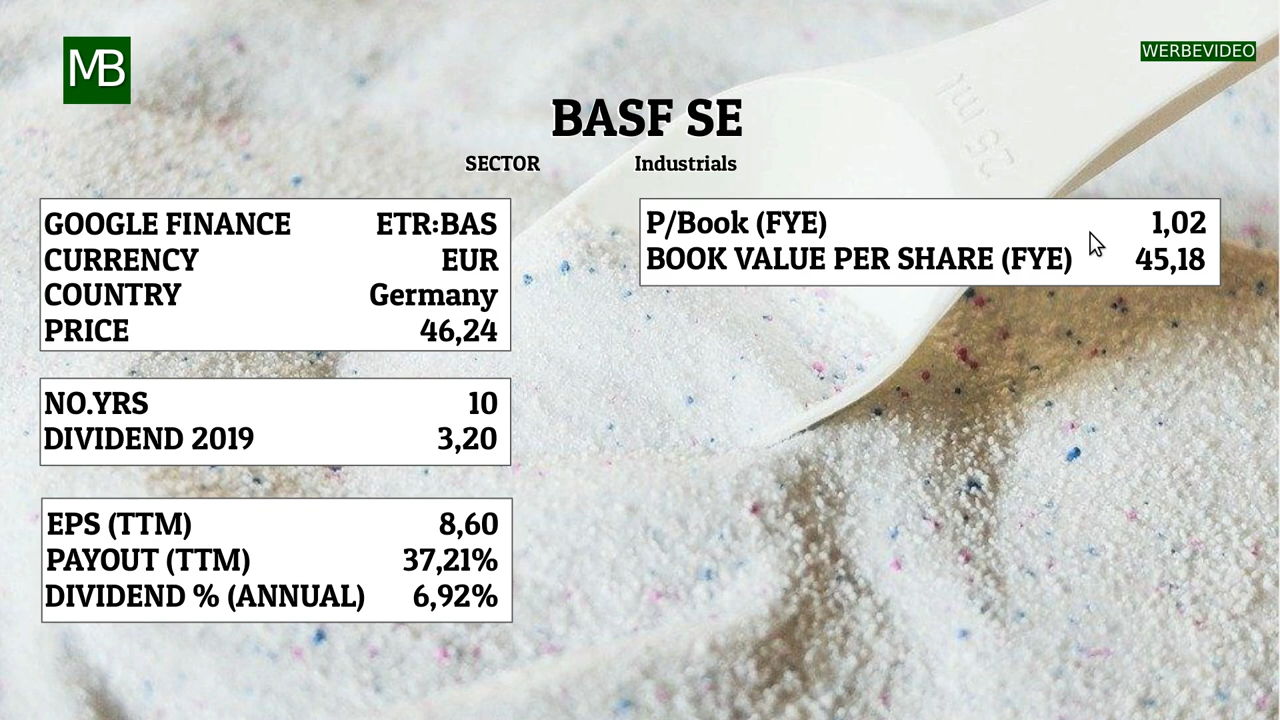 MB
WERBEVIDEO
BASF SE
SECTOR Industrials
GOOGLE FINANCE ETR:BAS
CURRENCY EUR
COUNTRY Germany
PRICE 46,24
NO.YRS 10
DIVIDEND 2019 3,20
EPS (TTM) 8,60
PAYOUT (TTM) 37,21%
DIVIDEND % (ANNUAL) 6,92%
P/Book (FYE) 1,02
BOOK VALUE PER SHARE (FYE) 45,18
25 ml